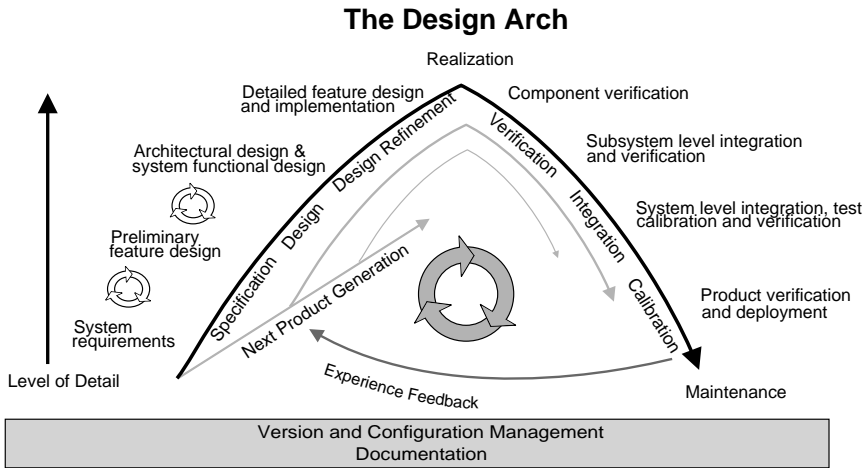 The Design Arch
Realization
Detailed feature design
and implementation
Component verification
Design Refinement
Verification
Subsystem level integration
and verification
Architectural design &
system functional design
Design
Integration
System level integration, test
calibration and verification
Preliminary
feature design
Specification
Next Product Generation
Calibration
Product verification
and deployment
System
requirements
Level of Detail
Experience Feedback
Maintenance
Version and Configuration Management
Documentation